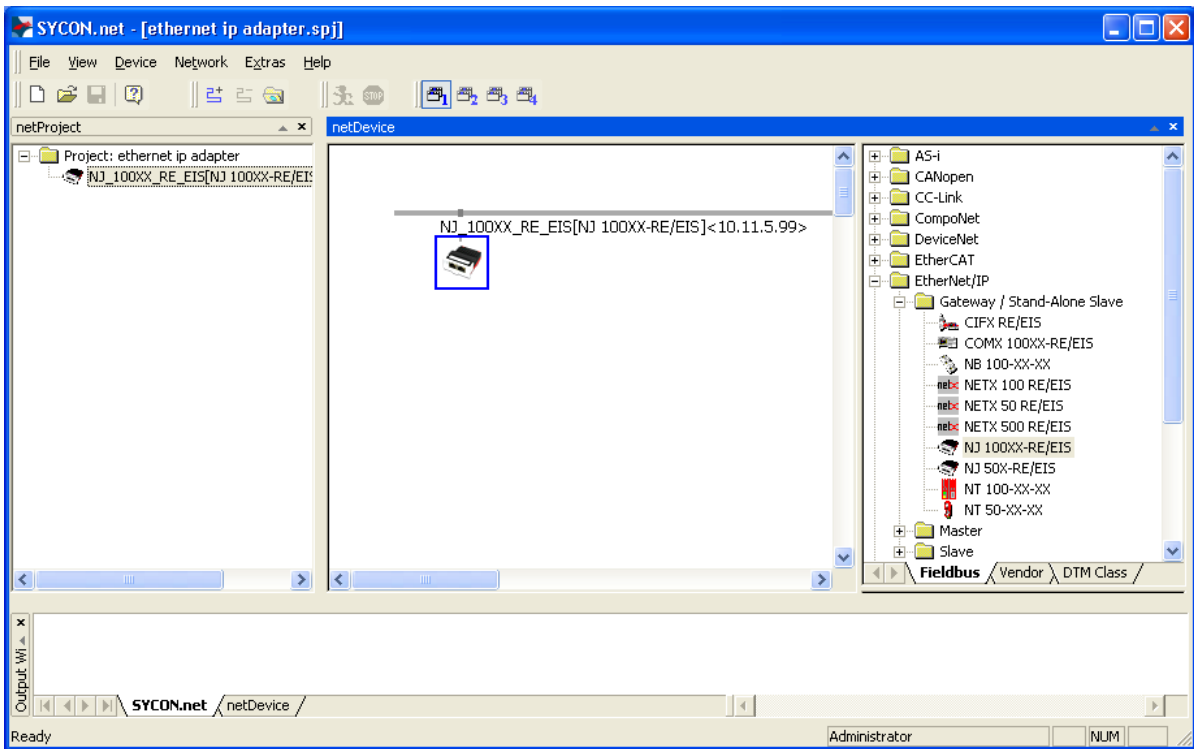 SYCON.net - [ethernet ip adapter.spj]
File View Device Network Extras Help
netProject
Project: ethernet ip adapter
NJ_100XX_RE_EIS[NJ 100XX-RE/EIS
netDevice
NJ_100XX_RE_EIS[NJ 100XX-RE/EIS]<10.11.5.99>
AS-i
CANopen
CC-Link
CompoNet
DeviceNet
EtherCAT
EtherNet/IP
Gateway / Stand-Alone Slave
CIFX RE/EIS
COMX 100XX-RE/EIS
NB 100-XX-XX
netx NETX 100 RE/EIS
netx NETX 50 RE/EIS
netx NETX 500 RE/EIS
NJ 100XX-RE/EIS
NJ 50X-RE/EIS
NT 100-XX-XX
NT 50-XX-XX
Master
Slave
Fieldbus Vendor DTM Class
Output Wi
SYCON.net netDevice
Ready Administrator NUM